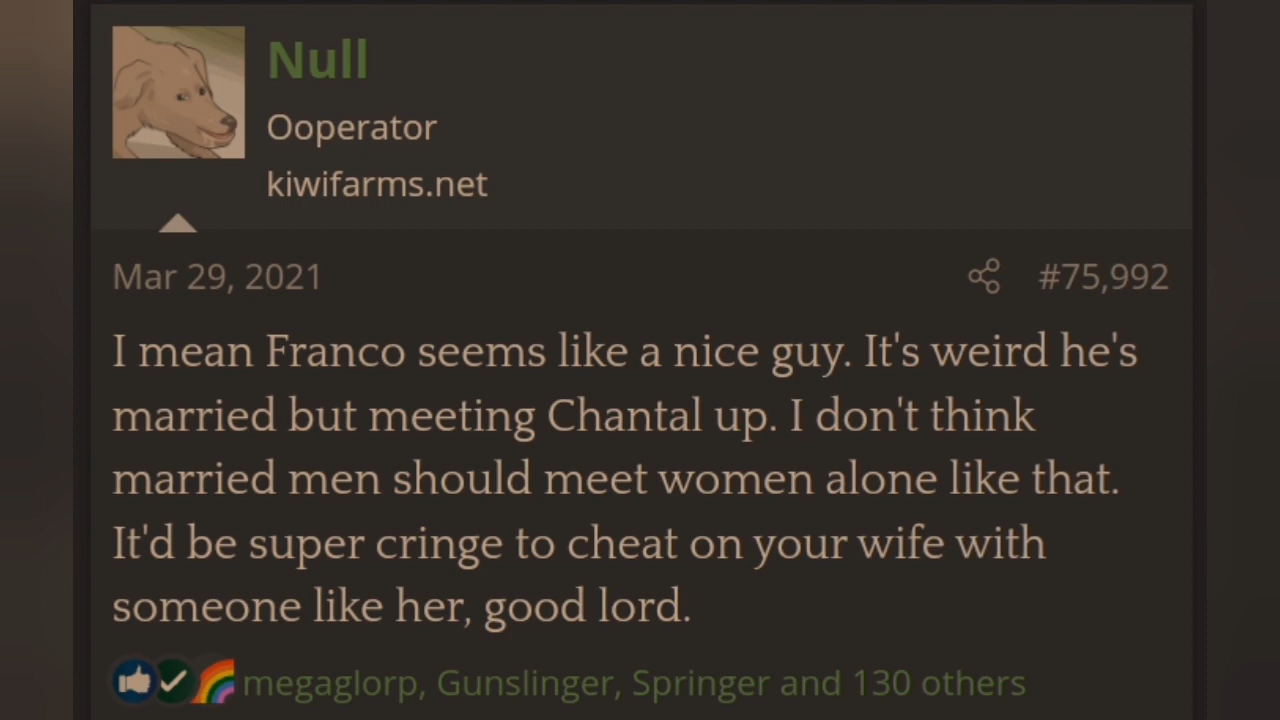 Null
Ooperator
kiwifarms.net
Mar 29, 2021 #75,992
I mean Franco seems like a nice guy. It's weird he's
married but meeting Chantal up. I don't think
married men should meet women alone like that.
It'd be super cringe to cheat on your wife with
someone like her, good lord.
megaglorp, Gunslinger, Springer and 130 others